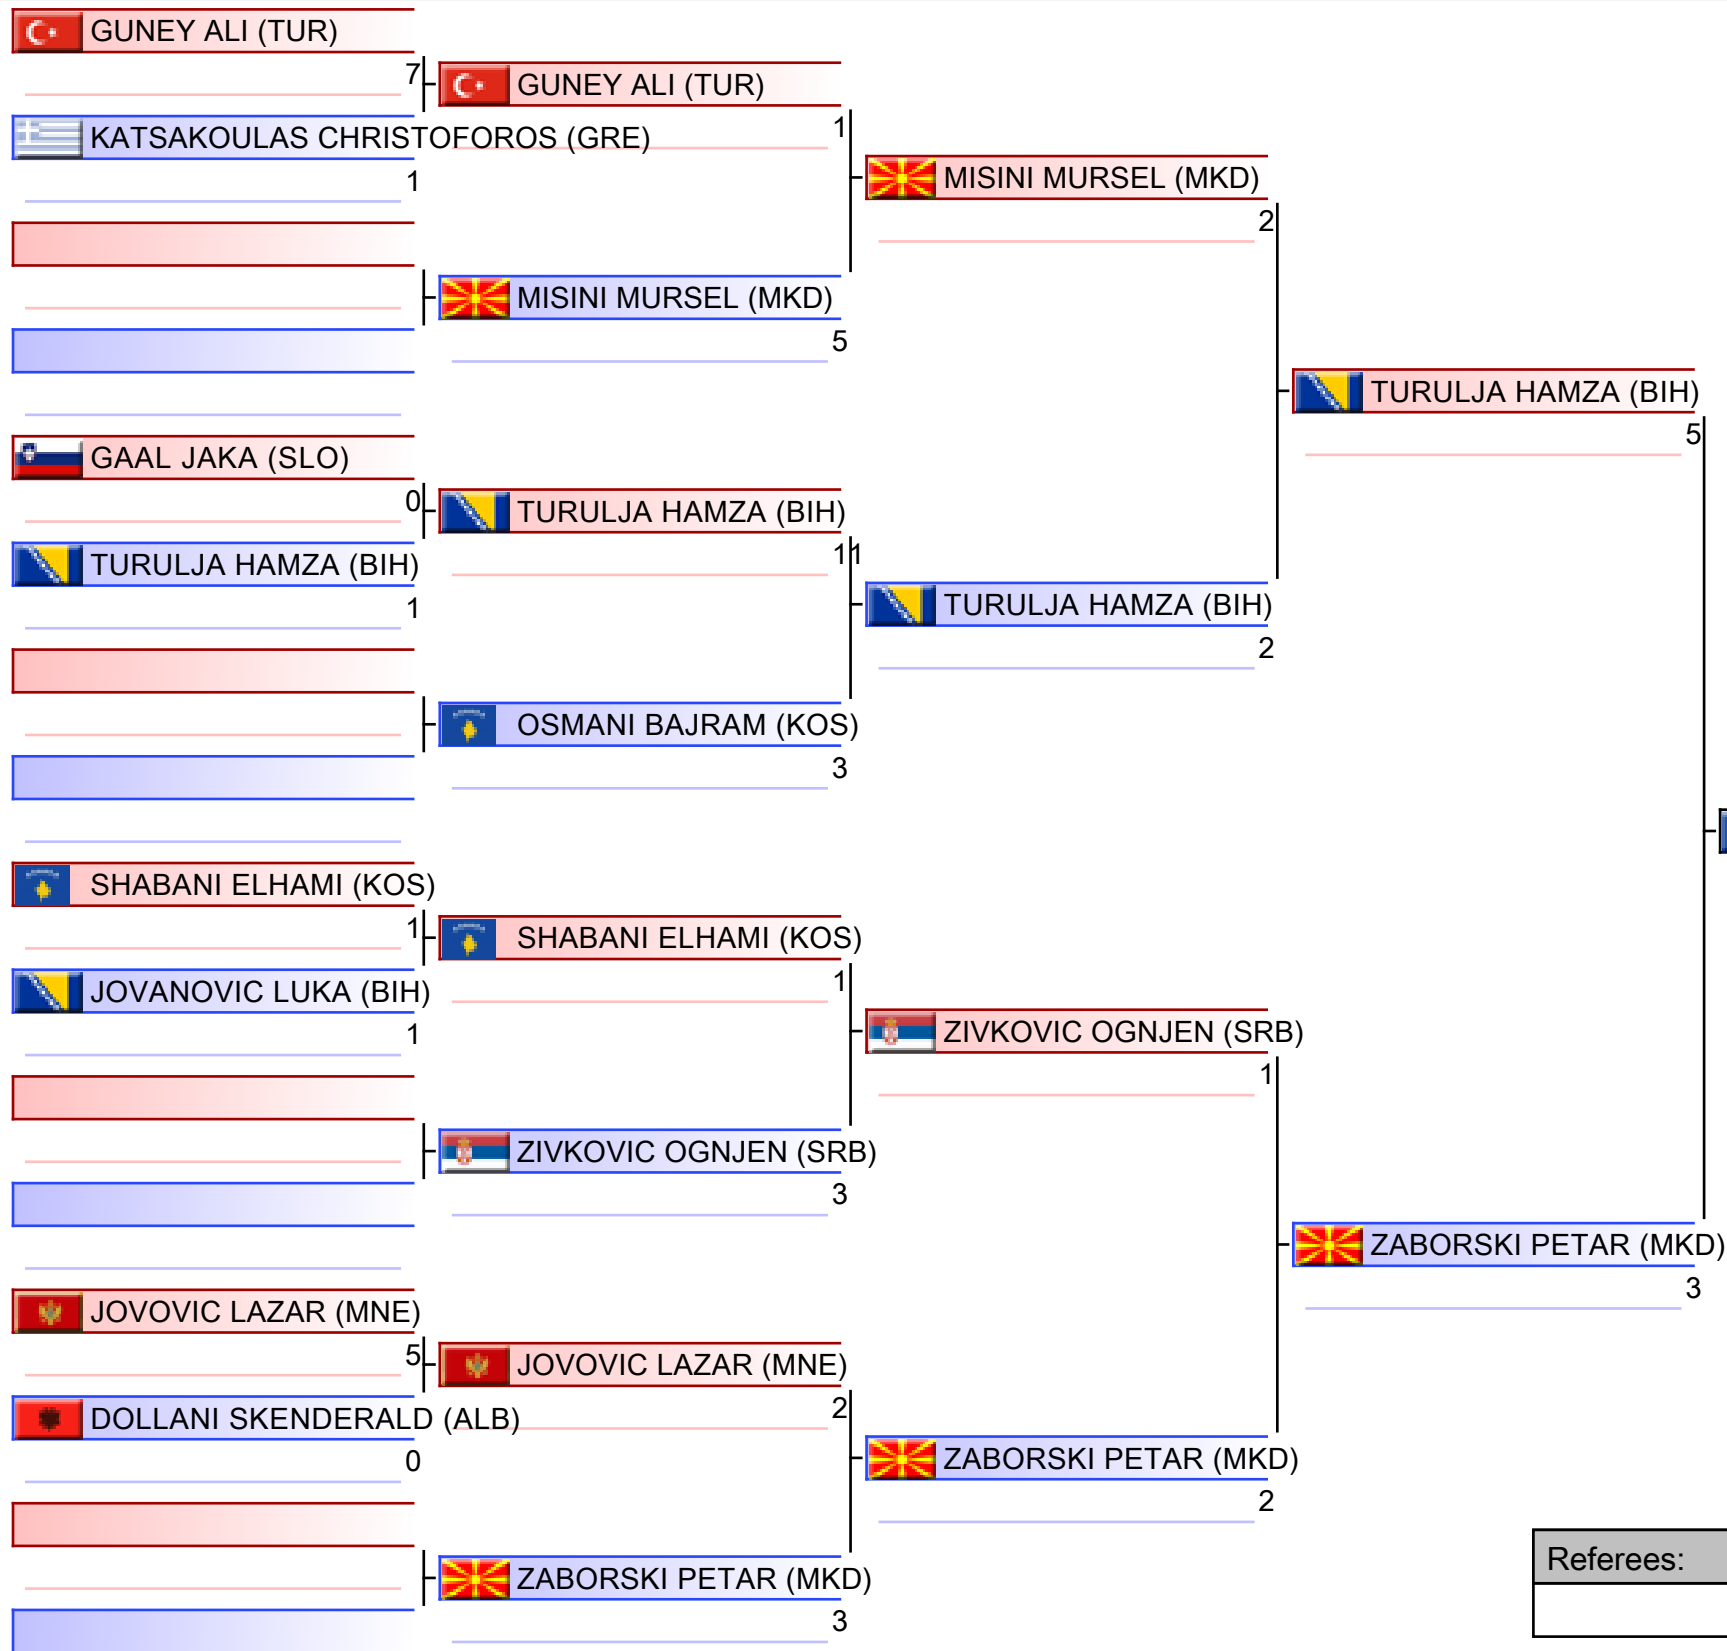 GUNEY ALI (TUR)
7
KATSAKOULAS CHRISTOFOROS (GRE)
1
GAAL JAKA (SLO)
0
TURULJA HAMZA (BIH)
1
SHABANI ELHAMI (KOS)
1
JOVANOVIC LUKA (BIH)
1
JOVOVIC LAZAR (MNE)
5
DOLLANI SKENDERALD (ALB)
0
GUNEY ALI (TUR)
1
MISINI MURSEL (MKD)
5
TURULJA HAMZA (BIH)
11
OSMANI BAJRAM (KOS)
3
SHABANI ELHAMI (KOS)
1
ZIVKOVIC OGNJEN (SRB)
3
JOVOVIC LAZAR (MNE)
2
ZABORSKI PETAR (MKD)
3
MISINI MURSEL (MKD)
2
TURULJA HAMZA (BIH)
2
ZIVKOVIC OGNJEN (SRB)
1
ZABORSKI PETAR (MKD)
2
TURULJA HAMZA (BIH)
5
ZABORSKI PETAR (MKD)
3
Referees: